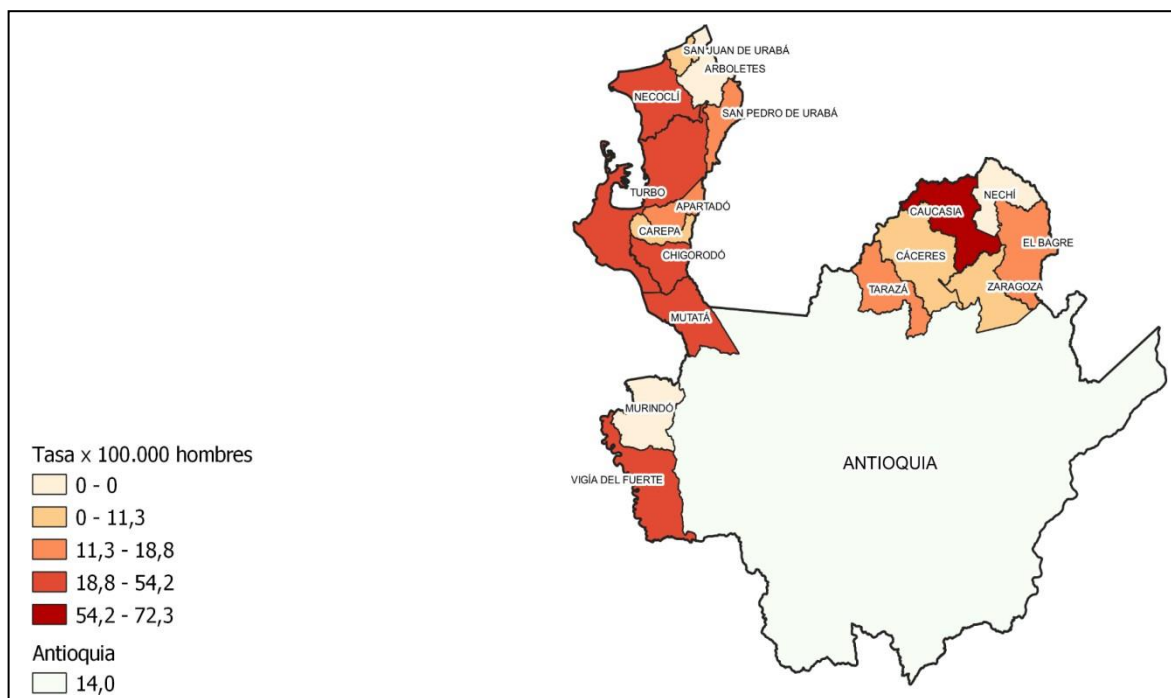 SAN JUAN DE URABÁ
ARBOLETES
NECOCLÍ
SAN PEDRO DE URABÁ
TURBO
APARTADÓ
CAREPA
CHIGORODÓ
MUTATÁ
NECHÍ
CAUCASIA
EL BAGRE
CÁCERES
TARAZÁ
ZARAGOZA
MURINDÓ
VIGÍA DEL FUERTE
ANTIOQUIA
Tasa x 100.000 hombres
0 - 0
0 - 11,3
11,3 - 18,8
18,8 - 54,2
54,2 - 72,3
Antioquia
14,0